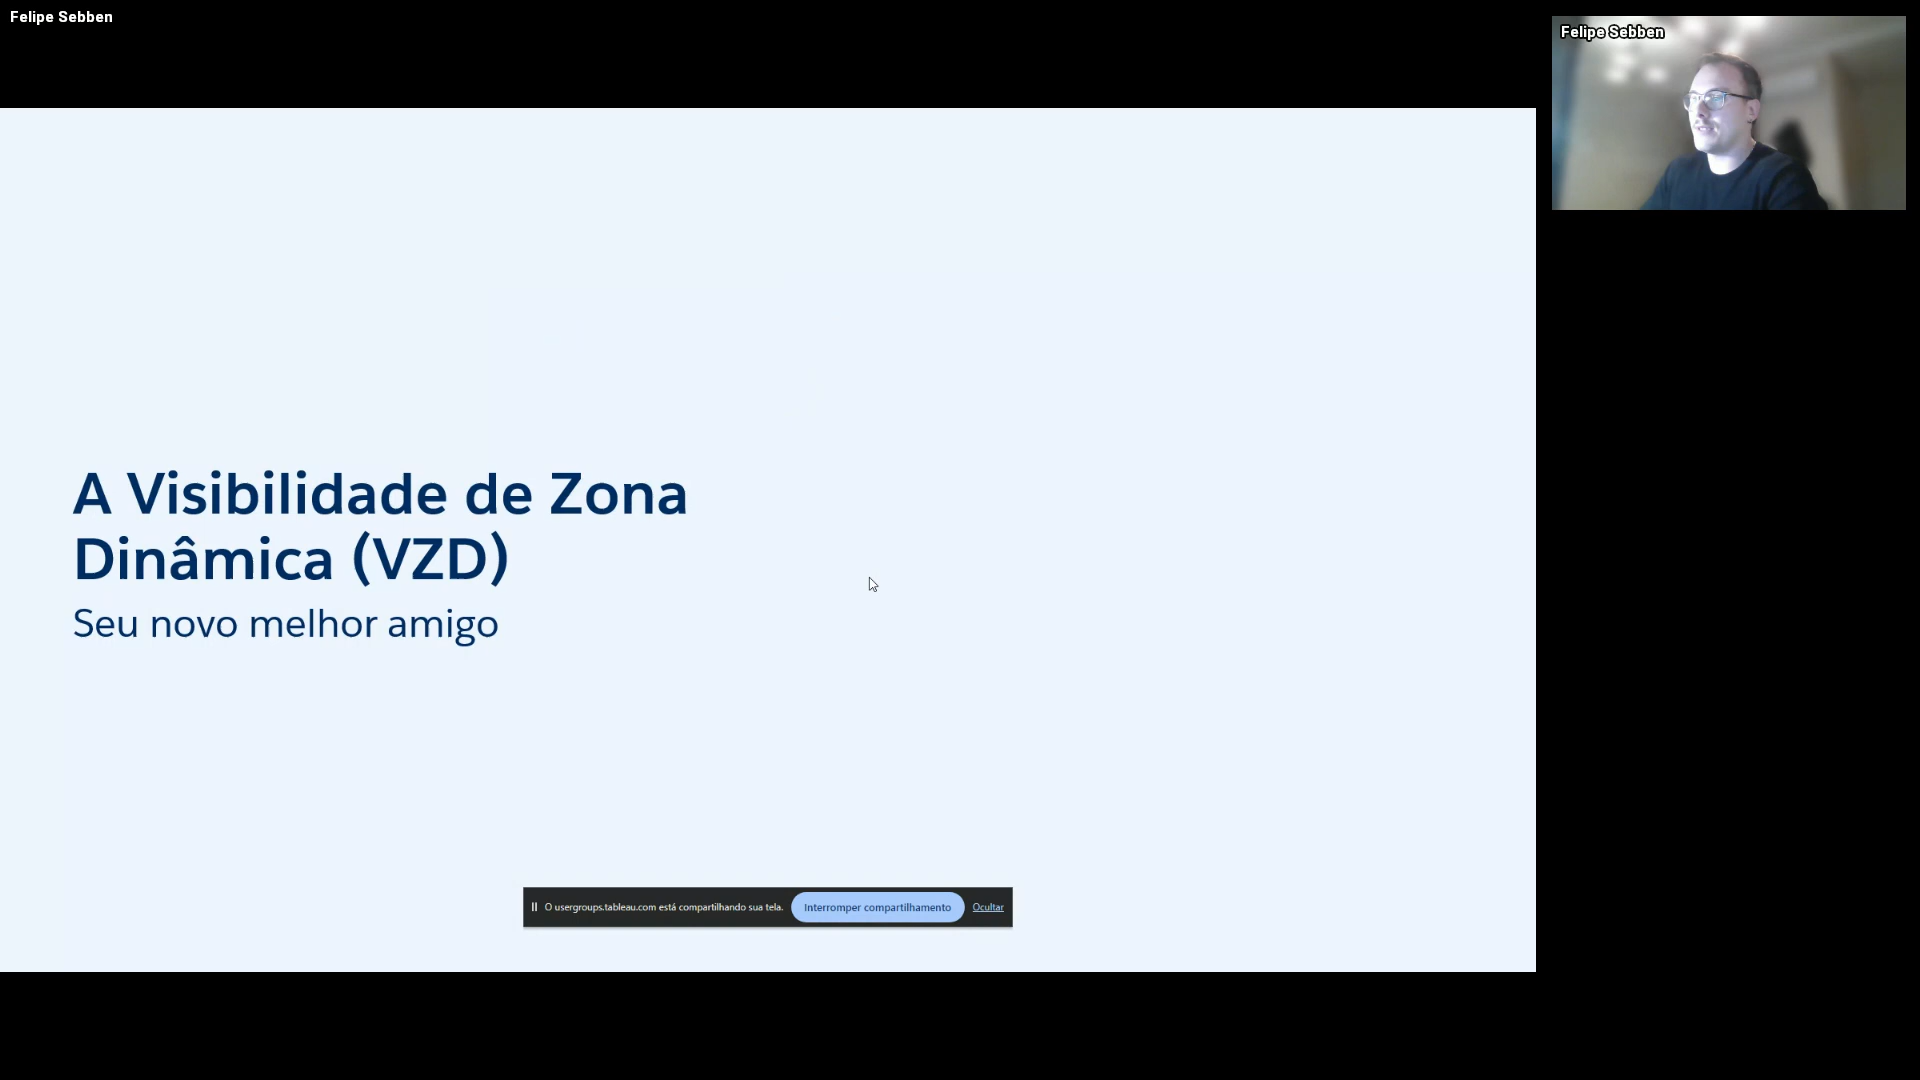 Felipe Sebben
Felipe Sebben
A Visibilidade de Zona
Dinâmica (VZD)
Seu novo melhor amigo
O usergroups.tableau.com está compartilhando sua tela. Interromper compartilhamento Ocultar